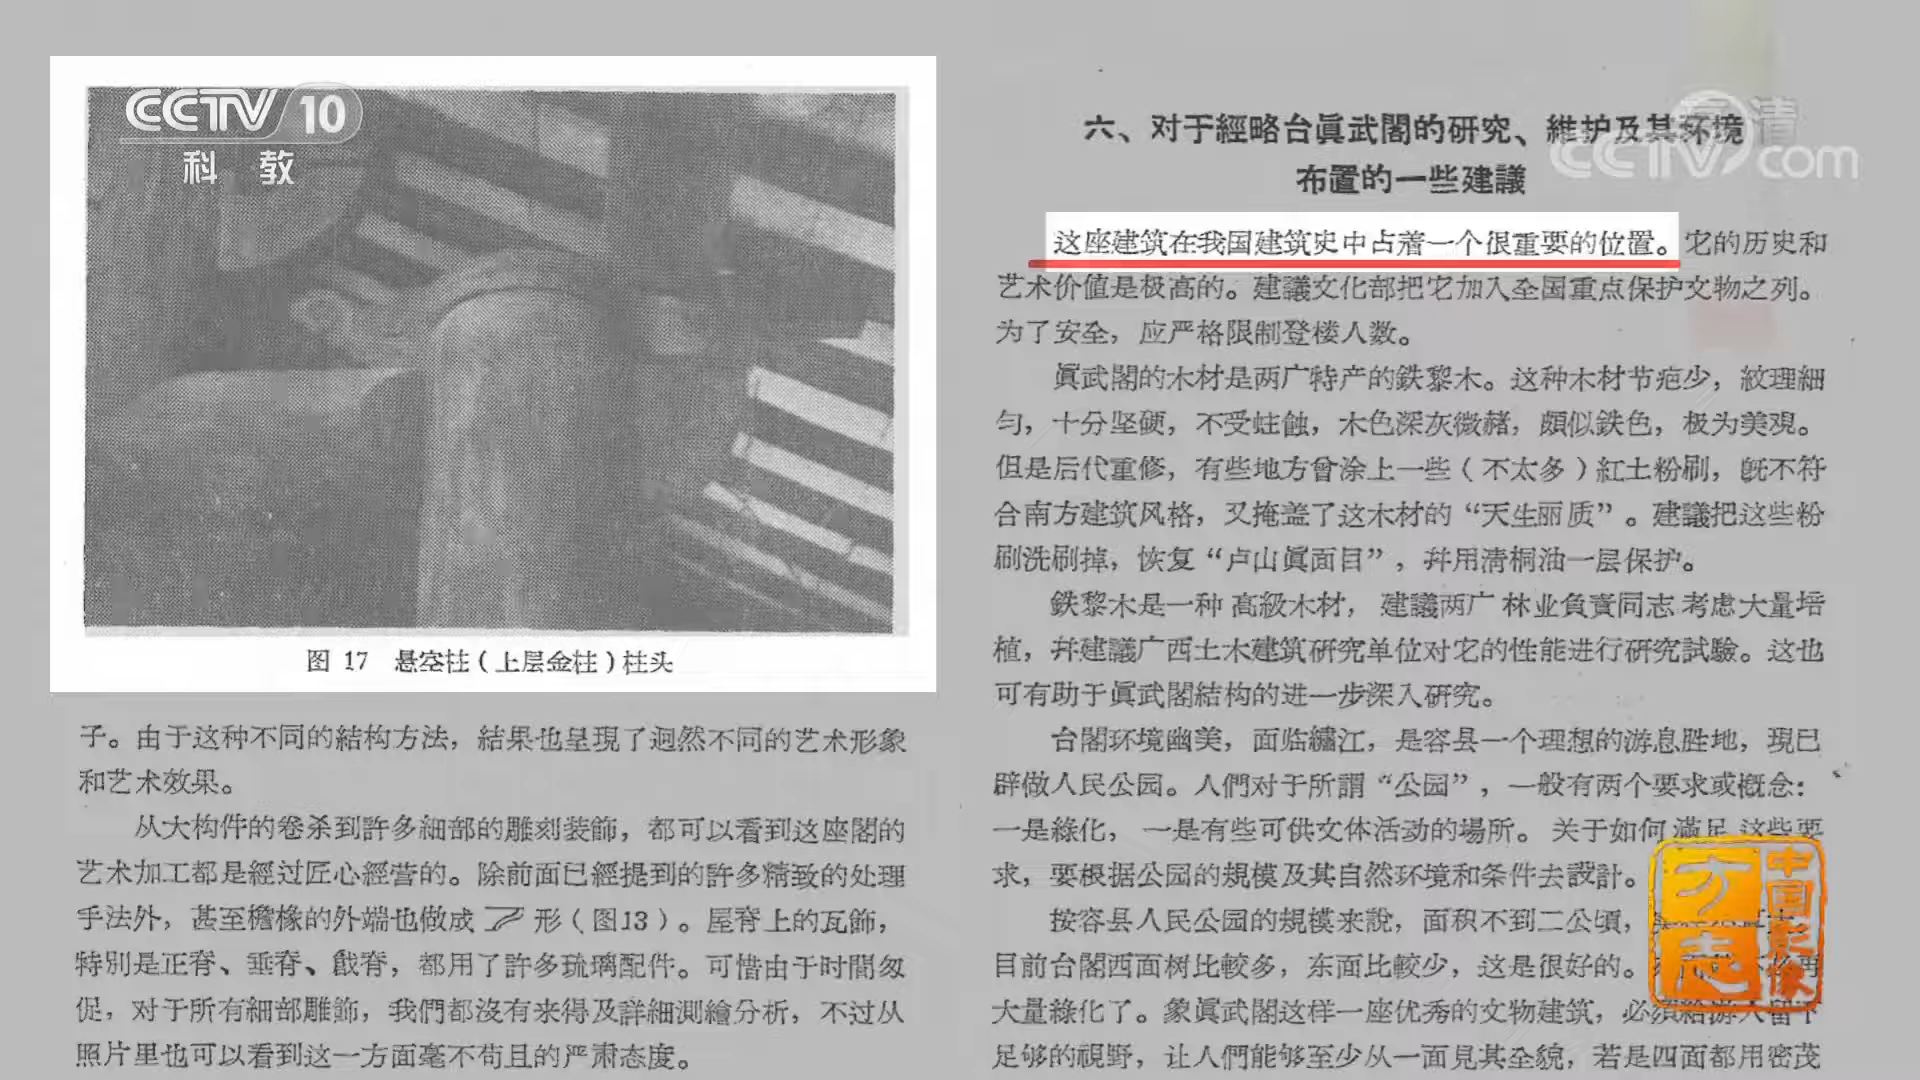 CCTV 10
科 教
图 17 悬空柱（上层金柱）柱头
子。由于这种不同的結构方法，結果也呈現了迥然不同的艺术形象
和艺术效果。
从大构件的卷杀到許多細部的雕刻装飾，都可以看到这座閣的
艺术加工都是經过匠心經营的。除前面已經提到的許多精致的处理
手法外，甚至檐椽的外端也做成 形（图13）。屋脊上的瓦飾，
特別是正脊、垂脊、戧脊，都用了許多琉璃配件。可惜由于时間匆
促，对于所有細部雕飾，我們都沒有来得及詳細測繪分析，不过从
照片里也可以看到这一方面毫不苟且的严肃态度。
六、对于經略台眞武閣的研究、維护及其环境
布置的一些建議
这座建筑在我国建筑史中占着一个很重要的位置。它的历史和
艺术价値是极高的。建議文化部把它加入全国重点保护文物之列。
为了安全，应严格限制登楼人数。
眞武閣的木材是两广特产的鉄黎木。这种木材节疤少，紋理細
匀，十分坚硬，不受蛀蝕，木色深灰微赭，頗似鉄色，极为美观。
但是后代重修，有些地方曾涂上一些（不太多）紅土粉刷，旣不符
合南方建筑风格，又掩盖了这木材的“天生丽质”。建議把这些粉
刷洗刷掉，恢复“卢山眞面目”，幷用清桐油一层保护。
鉄黎木是一种高級木材，建議两广林业負責同志考虑大量培
植，幷建議广西土木建筑研究单位对它的性能进行研究試驗。这也
可有助于眞武閣結构的进一步深入研究。
台閣环境幽美，面临繡江，是容县一个理想的游息胜地，現已
辟做人民公园。人們对于所謂“公园”，一般有两个要求或概念：
一是綠化，一是有些可供文体活动的場所。关于如何滿足这些要
求，要根据公园的規模及其自然环境和条件去設計。
按容县人民公园的規模来說，面积不到二公頃，
目前台閣西面树比較多，东面比較少，这是很好的。
大量綠化了。象眞武閣这样一座优秀的文物建筑，必須給游人留下
足够的視野，让人們能够至少从一面見其全貌，若是四面都用密茂
高清
CCTV.com
中国影像
方志